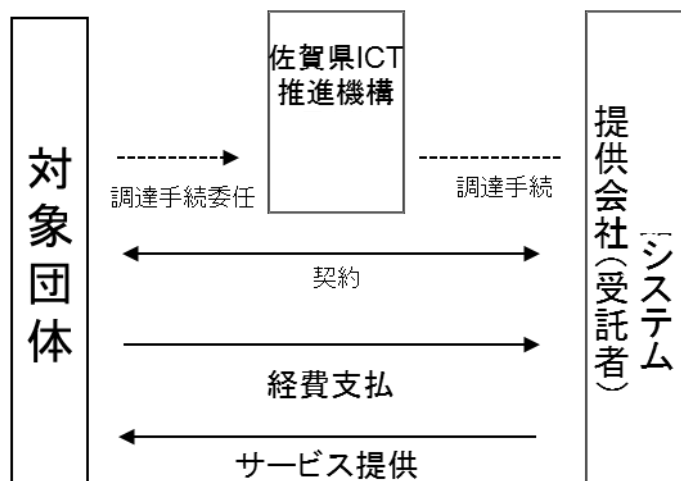 対象団体
佐賀県ICT
推進機構
調達手続委任
調達手続
契約
経費支払
サービス提供
システム
提供会社（受託者）